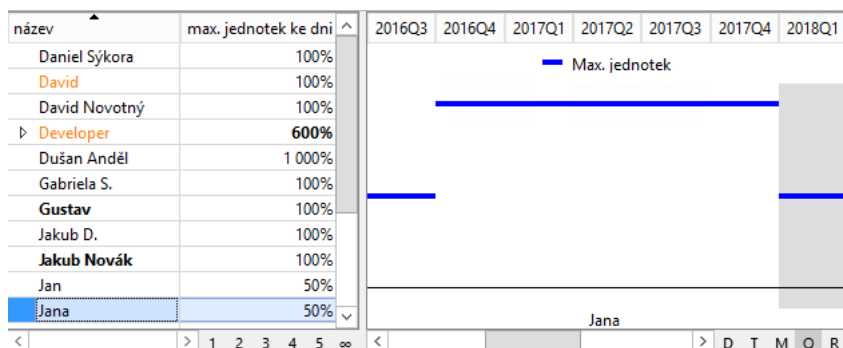 název max. jednotek ke dni
Daniel Sýkora 100%
David 100%
David Novotný 100%
Developer 600%
Dušan Anděl 1 000%
Gabriela S. 100%
Gustav 100%
Jakub D. 100%
Jakub Novák 100%
Jan 50%
Jana 50%
1 2 3 4 5 ∞
2016Q3 2016Q4 2017Q1 2017Q2 2017Q3 2017Q4 2018Q1
Max. jednotek
Jana
D T M Q R